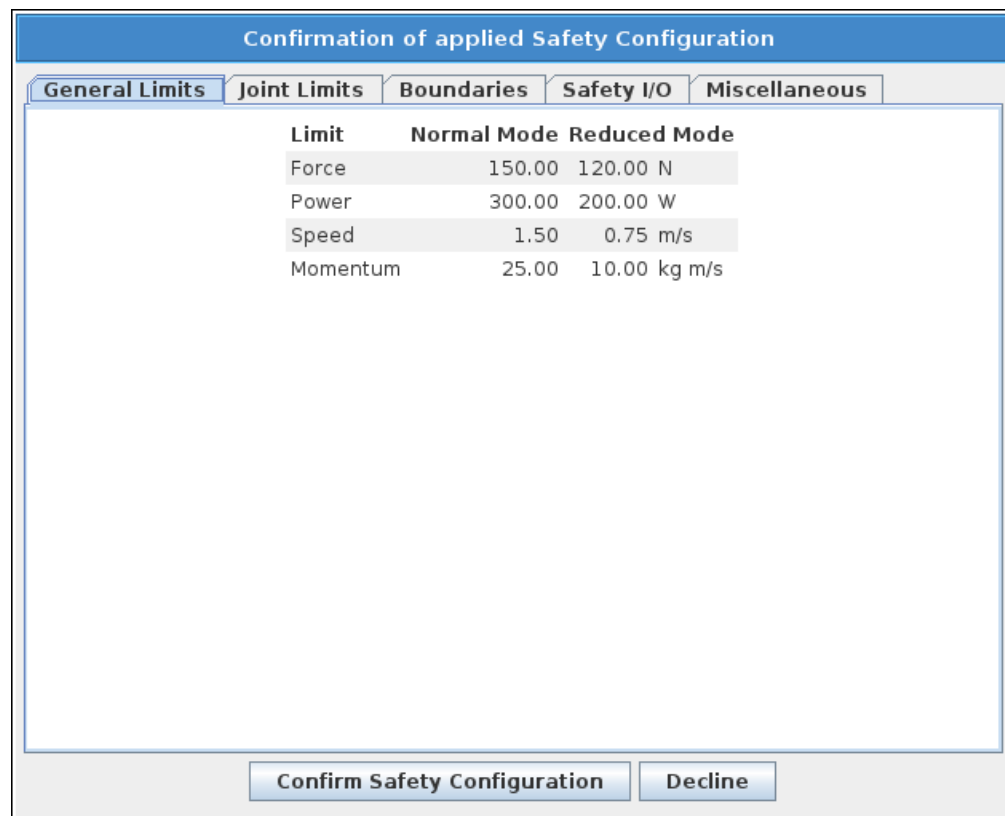 Confirmation of applied Safety Configuration
General Limits Joint Limits Boundaries Safety I/O Miscellaneous
Limit Normal Mode Reduced Mode
Force 150.00 120.00 N
Power 300.00 200.00 W
Speed 1.50 0.75 m/s
Momentum 25.00 10.00 kg m/s
Confirm Safety Configuration Decline